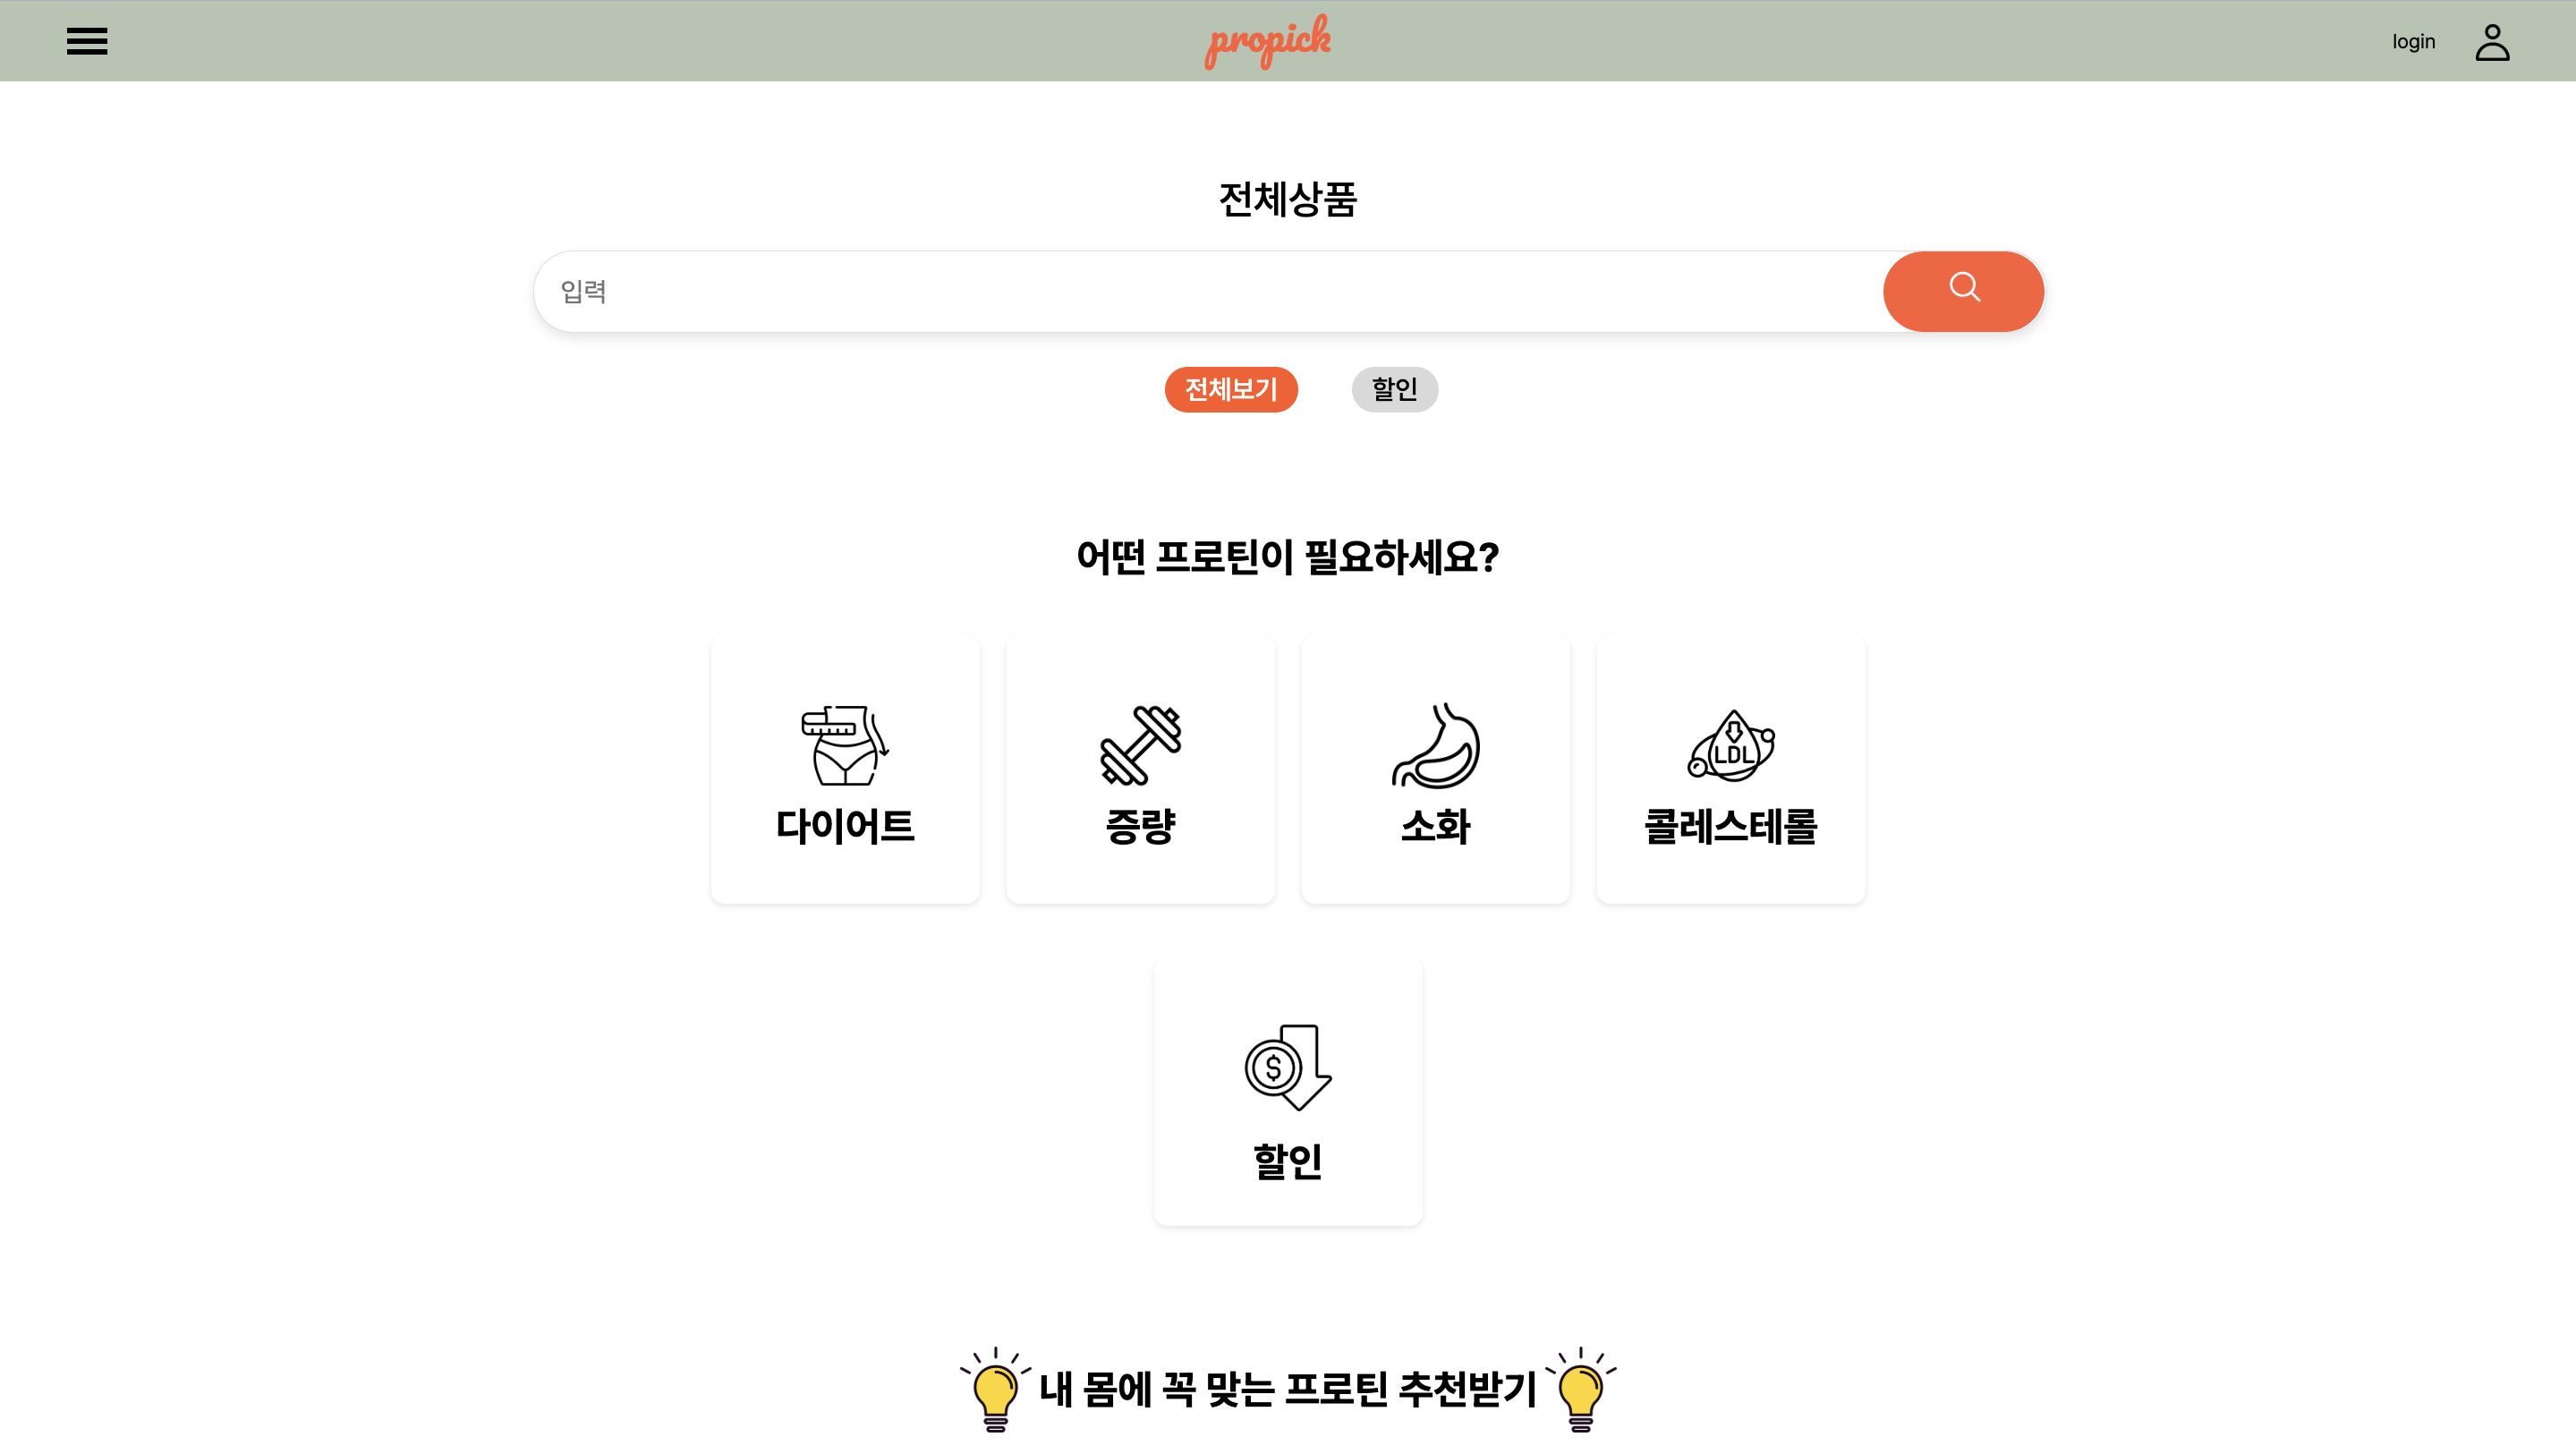 propick
login
전체상품
입력
전체보기
할인
어떤 프로틴이 필요하세요?
다이어트
증량
소화
LDL
콜레스테롤
$
할인
내 몸에 꼭 맞는 프로틴 추천받기